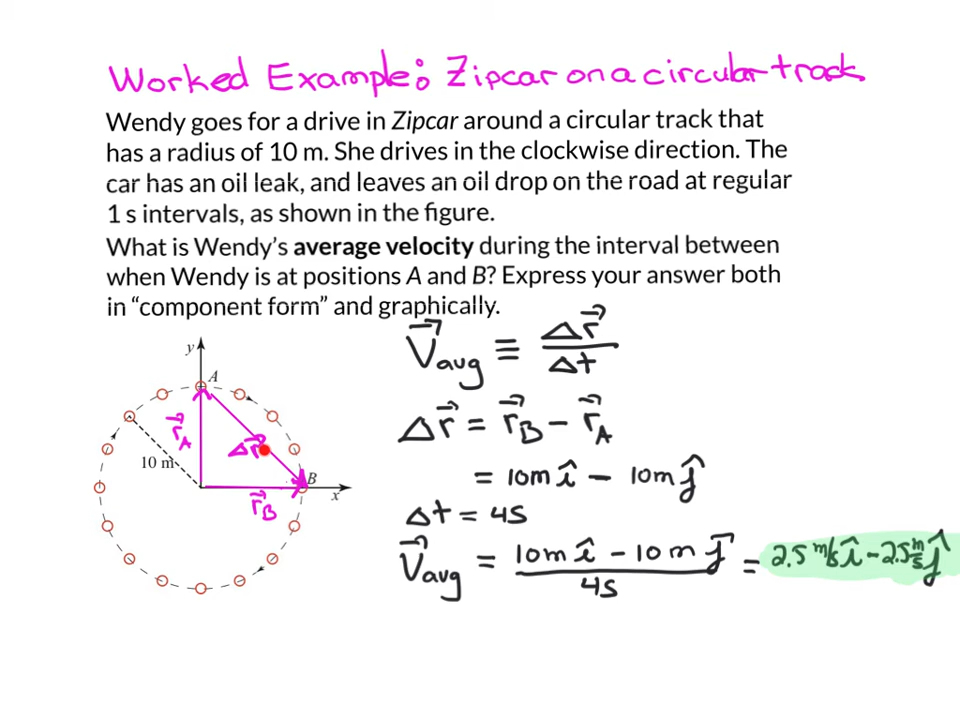 Worked Example: Zipcar on a circular track
Wendy goes for a drive in Zipcar around a circular track that
has a radius of 10 m. She drives in the clockwise direction. The
car has an oil leak, and leaves an oil drop on the road at regular
1 s intervals, as shown in the figure.
What is Wendy's average velocity during the interval between
when Wendy is at positions A and B? Express your answer both
in “component form” and graphically.
V⃗avg ≡ Δr⃗/Δt
Δr⃗ = r⃗B − r⃗A
= 10m î − 10m ĵ
Δt = 4s
V⃗avg = (10m î − 10m ĵ)/4s = 2.5 m/s î − 2.5 m/s ĵ
y
A
r⃗A
Δr⃗
10 m
B
x
r⃗B